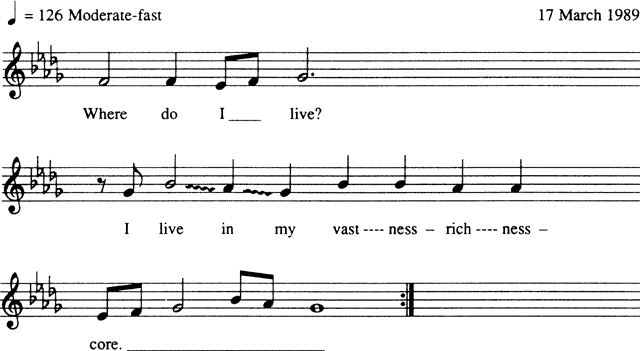 ♩ = 126 Moderate-fast 17 March 1989
Where do I ____ live?
I live in my vast ---- ness – rich ---- ness –
core. ____________________